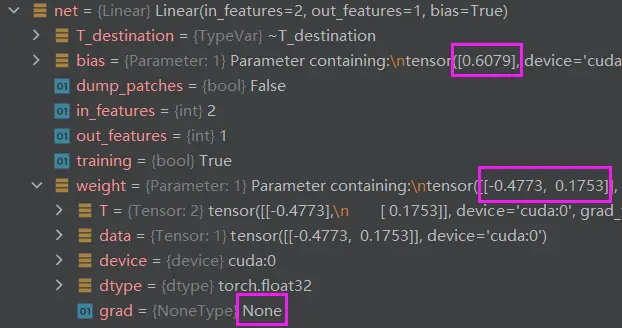 net = {Linear} Linear(in_features=2, out_features=1, bias=True)
T_destination = {TypeVar} ~T_destination
bias = {Parameter: 1} Parameter containing:\ntensor([0.6079], device='cuda
01 dump_patches = {bool} False
01 in_features = {int} 2
01 out_features = {int} 1
01 training = {bool} True
weight = {Parameter: 1} Parameter containing:\ntensor([[-0.4773, 0.1753]],
T = {Tensor: 2} tensor([[-0.4773],\n [ 0.1753]], device='cuda:0', grad_
data = {Tensor: 1} tensor([[-0.4773, 0.1753]], device='cuda:0')
device = {device} cuda:0
dtype = {dtype} torch.float32
01 grad = {NoneType} None